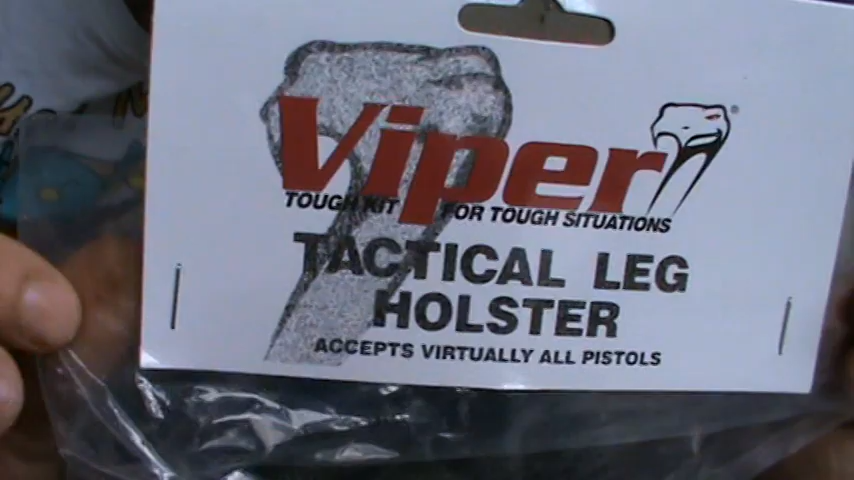 Viper®
TOUGH KIT FOR TOUGH SITUATIONS
TACTICAL LEG
HOLSTER
ACCEPTS VIRTUALLY ALL PISTOLS